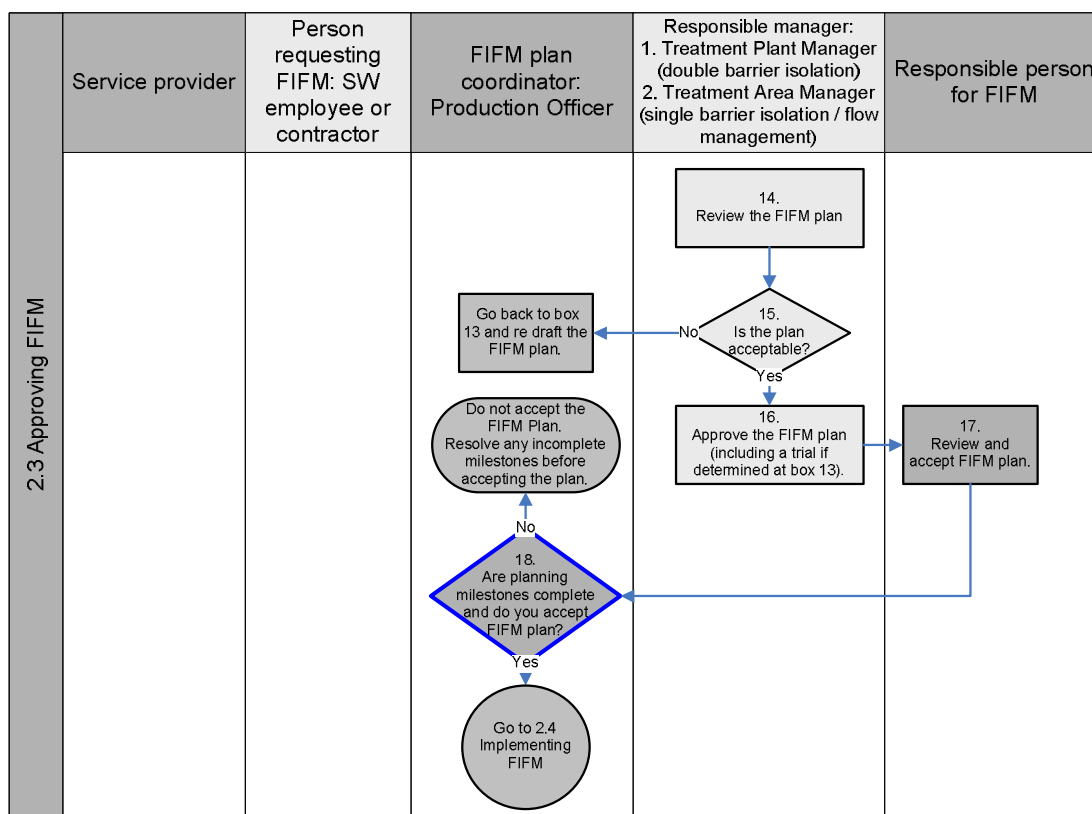 2.3 Approving FIFM
Service provider
Person
requesting
FIFM: SW
employee or
contractor
FIFM plan
coordinator:
Production Officer
Responsible manager:
1. Treatment Plant Manager
(double barrier isolation)
2. Treatment Area Manager
(single barrier isolation / flow
management)
Responsible person
for FIFM
14.
Review the FIFM plan
15.
Is the plan
acceptable?
No
Go back to box
13 and re draft the
FIFM plan.
Yes
16.
Approve the FIFM plan
(including a trial if
determined at box 13).
17.
Review and
accept FIFM plan.
18.
Are planning
milestones complete
and do you accept
FIFM plan?
No
Do not accept the
FIFM Plan.
Resolve any incomplete
milestones before
accepting the plan.
Yes
Go to 2.4
Implementing
FIFM